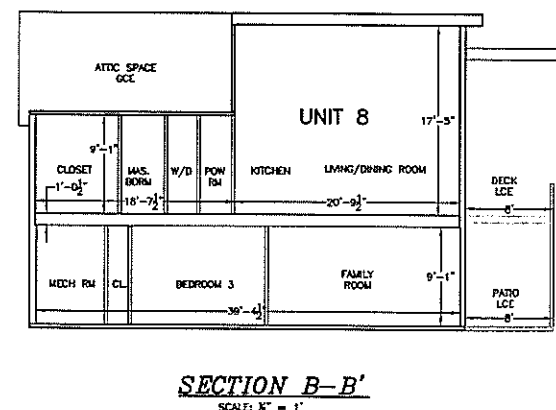 ATTIC SPACE
GCE
UNIT 8
17'-5"
9'-1"
CLOSET
MAS.
BDRM
W/D
POW
RM
KITCHEN
LIVING/DINING ROOM
1'-0½"
18'-7½"
20'-9½"
DECK
LCE
8'
MECH RM
CL
BEDROOM 3
FAMILY
ROOM
9'-1"
39'-4½"
PATIO
LCE
8'
SECTION B-B'
SCALE: = 1'